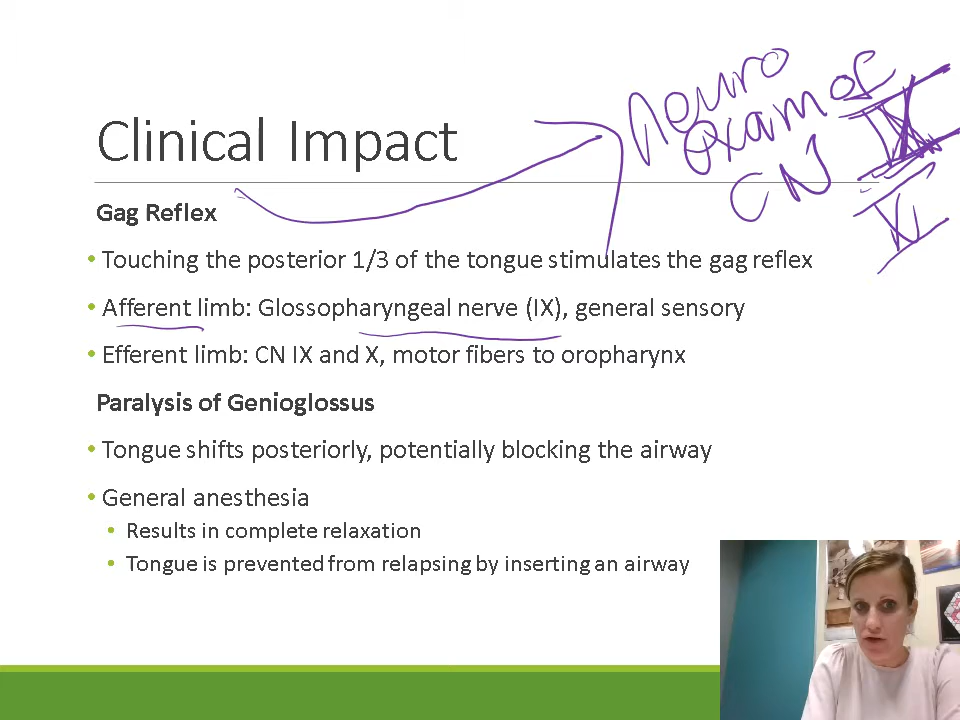 Neuro
exam of
CN IX
X
Clinical Impact
Gag Reflex
• Touching the posterior 1/3 of the tongue stimulates the gag reflex
• Afferent limb: Glossopharyngeal nerve (IX), general sensory
• Efferent limb: CN IX and X, motor fibers to oropharynx
Paralysis of Genioglossus
• Tongue shifts posteriorly, potentially blocking the airway
• General anesthesia
• Results in complete relaxation
• Tongue is prevented from relapsing by inserting an airway